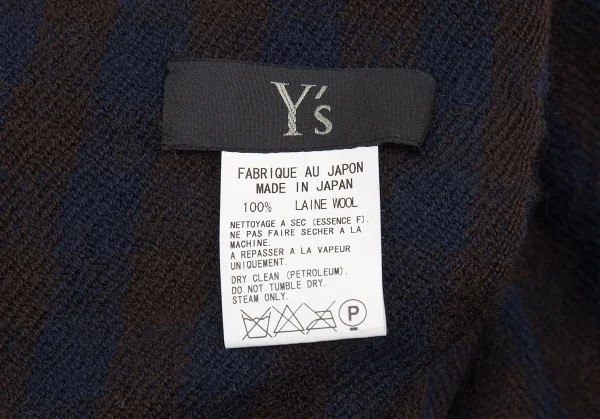 Y's
FABRIQUE AU JAPON
MADE IN JAPAN
100% LAINE WOOL
NETTOYAGE A SEC (ESSENCE F).
NE PAS FAIRE SECHER A LA
MACHINE.
A REPASSER A LA VAPEUR
UNIQUEMENT.
DRY CLEAN (PETROLEUM).
DO NOT TUMBLE DRY.
STEAM ONLY.
P